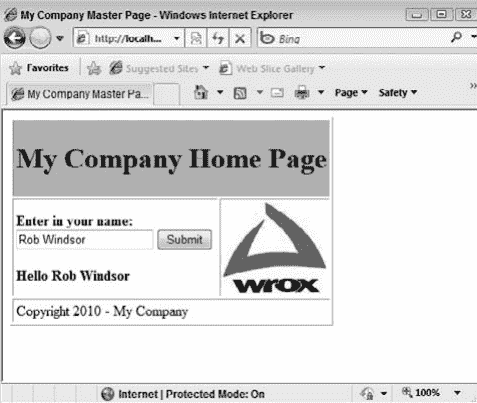 My Company Master Page - Windows Internet Explorer
http://localh...
Bing
Favorites Suggested Sites Web Slice Gallery
My Company Master Pa... Page Safety
My Company Home Page
Enter in your name:
Rob Windsor Submit
Hello Rob Windsor
wrox
Copyright 2010 - My Company
Internet | Protected Mode: On 100%